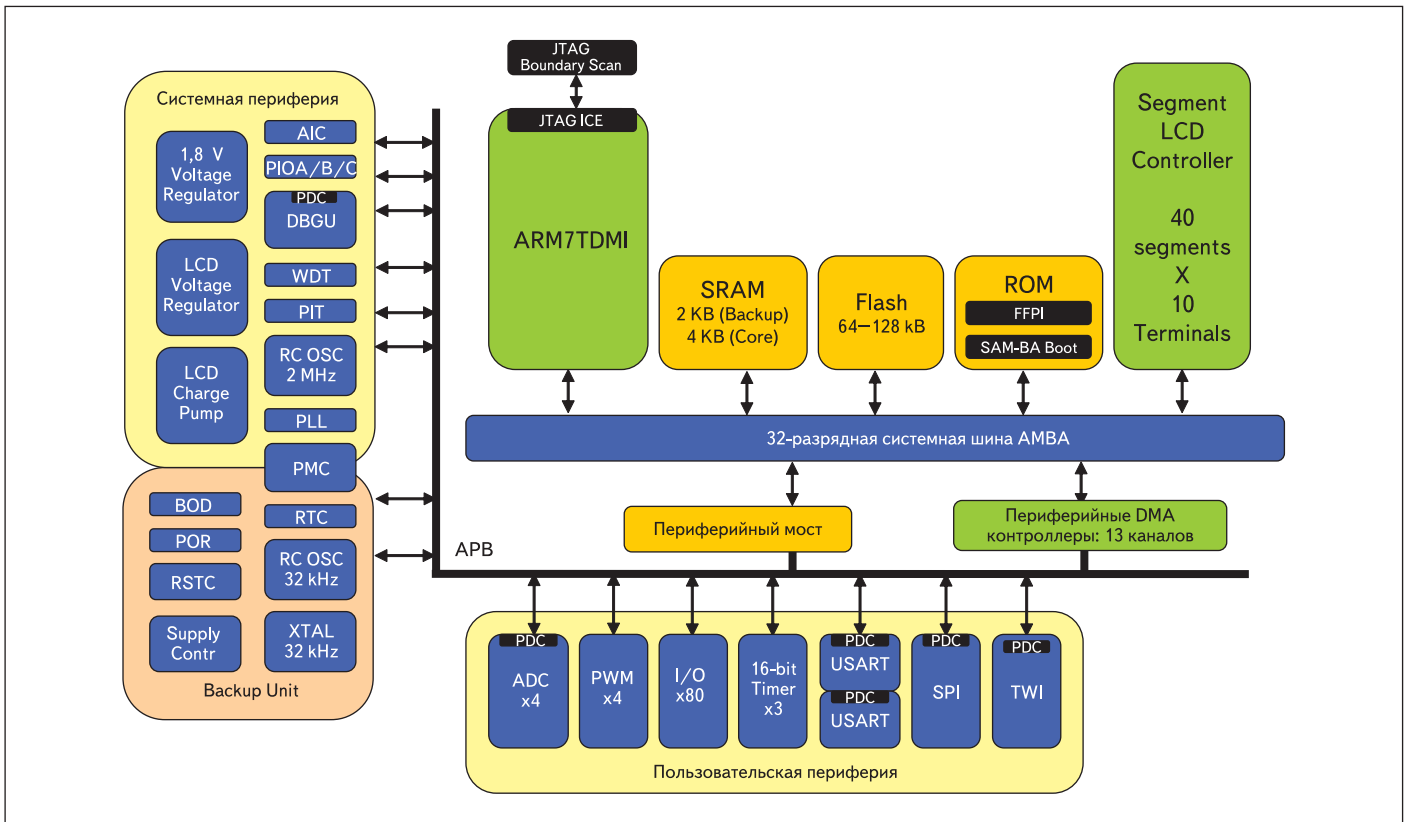 JTAG
Boundary Scan
Системная периферия
1,8 V
Voltage
Regulator
LCD
Voltage
Regulator
LCD
Charge
Pump
AIC
PIOA/B/C
PDC
DBGU
WDT
PIT
RC OSC
2 MHz
PLL
PMC
BOD
POR
RSTC
Supply
Contr
RTC
RC OSC
32 kHz
XTAL
32 kHz
Backup Unit
JTAG ICE
ARM7TDMI
SRAM
2 KB (Backup)
4 KB (Core)
Flash
64—128 kB
ROM
FFPI
SAM-BA Boot
Segment
LCD
Controller
40
segments
X
10
Terminals
32-разрядная системная шина AMBA
Периферийный мост
Периферийные DMA
контроллеры: 13 каналов
APB
PDC
ADC
x4
PWM
x4
I/O
x80
16-bit
Timer
x3
PDC
USART
PDC
USART
PDC
SPI
PDC
TWI
Пользовательская периферия